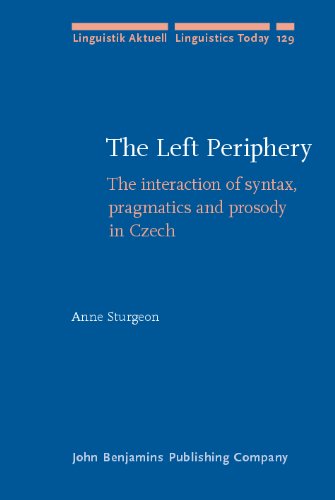 Linguistik Aktuell Linguistics Today 129
The Left Periphery
The interaction of syntax,
pragmatics and prosody
in Czech
Anne Sturgeon
John Benjamins Publishing Company